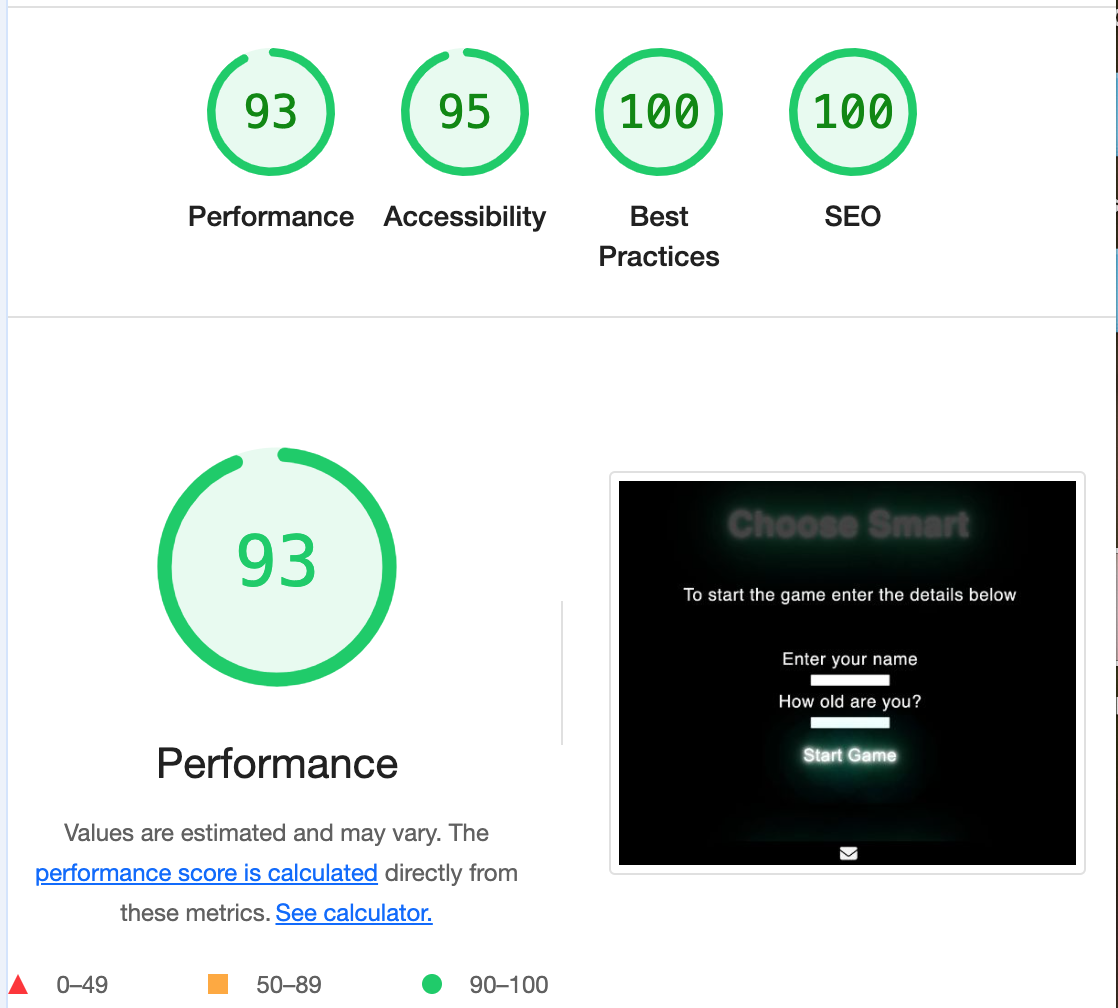 93
95
100
100
Performance
Accessibility
Best
Practices
SEO
93
Performance
Values are estimated and may vary. The
performance score is calculated directly from
these metrics. See calculator.
0–49
50–89
90–100
Choose Smart
To start the game enter the details below
Enter your name
How old are you?
Start Game